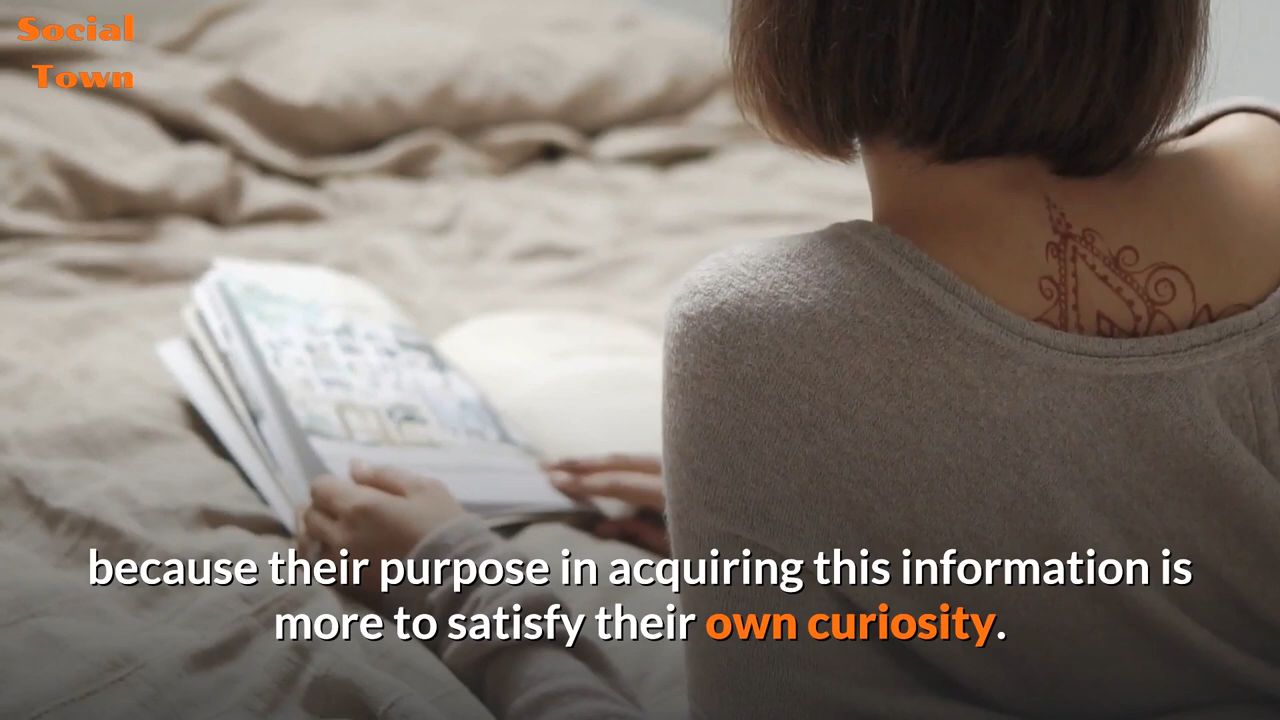 Social
Town
because their purpose in acquiring this information is
more to satisfy their own curiosity.